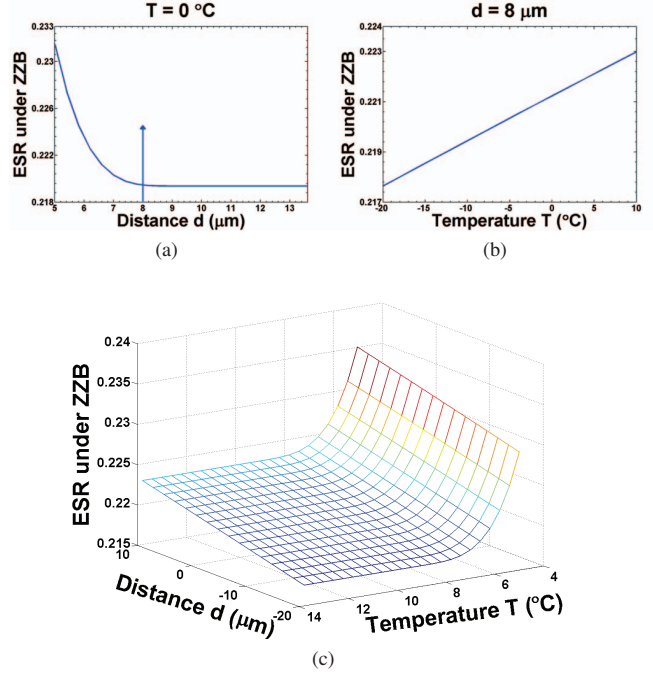 T = 0 °C
0.233
0.23
0.226
0.222
0.218
ESR under ZZB
5 6 7 8 9 10 11 12 13
Distance d (μm)
(a)
d = 8 μm
0.224
0.223
0.221
0.219
0.217
ESR under ZZB
-20 -15 -10 -5 0 5 10
Temperature T (°C)
(b)
0.24
0.235
0.23
0.225
0.22
0.215
ESR under ZZB
10 0 -10 -20
Distance d (μm)
14 12 10 8 6 4
Temperature T (°C)
(c)